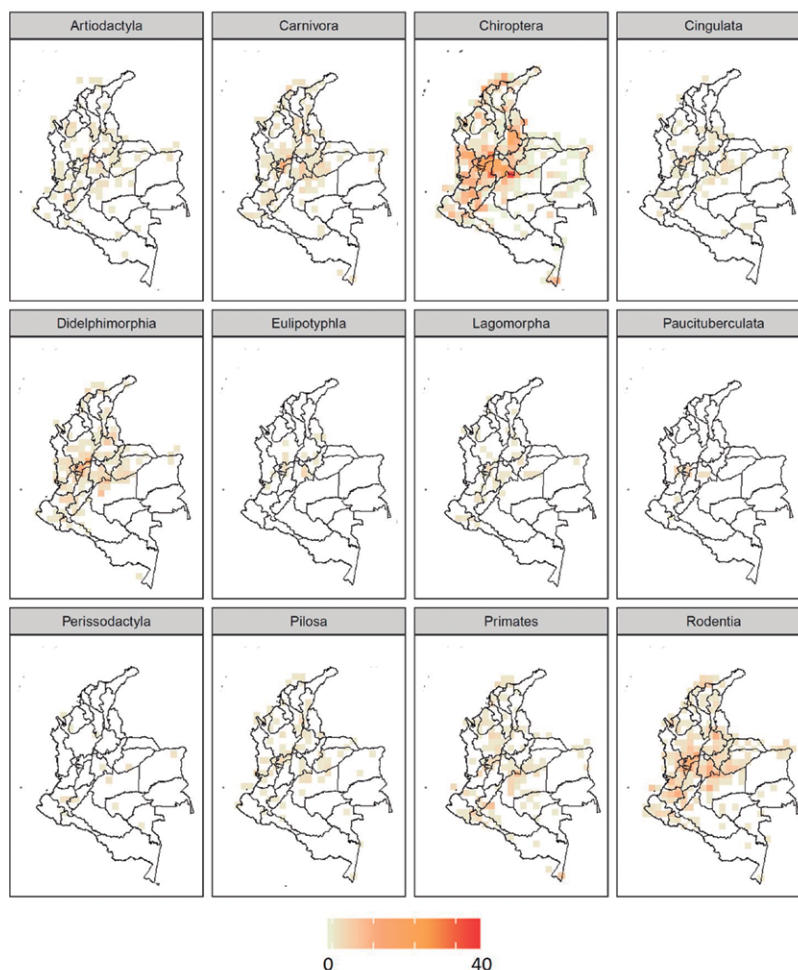 Artiodactyla
Carnivora
Chiroptera
Cingulata
Didelphimorphia
Eulipotyphla
Lagomorpha
Paucituberculata
Perissodactyla
Pilosa
Primates
Rodentia
0
40